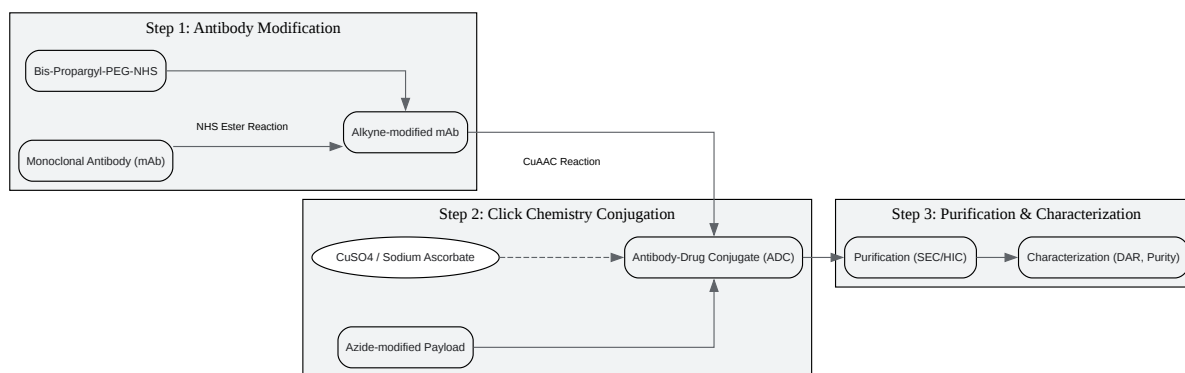 Step 1: Antibody Modification
Bis-Propargyl-PEG-NHS
NHS Ester Reaction
Alkyne-modified mAb
Monoclonal Antibody (mAb)
CuAAC Reaction
Step 2: Click Chemistry Conjugation
CuSO4 / Sodium Ascorbate
Antibody-Drug Conjugate (ADC)
Azide-modified Payload
Step 3: Purification & Characterization
Purification (SEC/HIC)
Characterization (DAR, Purity)